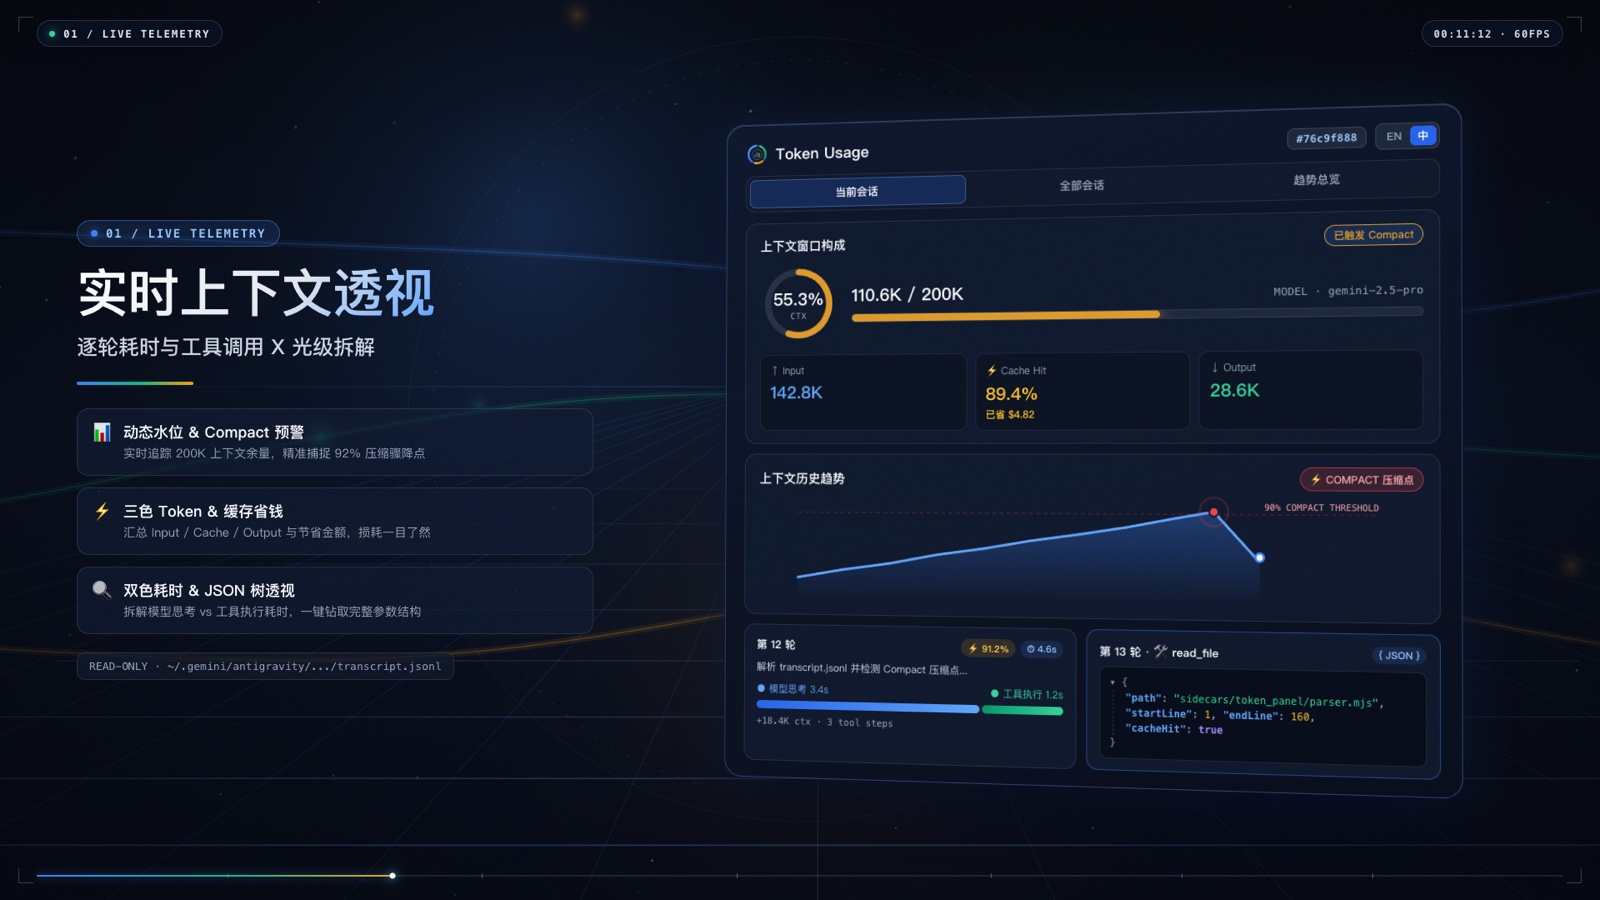 01 / LIVE TELEMETRY
00:11:12 · 60FPS
01 / LIVE TELEMETRY
实时上下文透视
逐轮耗时与工具调用 X 光级拆解
动态水位 & Compact 预警
实时追踪 200K 上下文余量，精准捕捉 92% 压缩骤降点
三色 Token & 缓存省钱
汇总 Input / Cache / Output 与节省金额，损耗一目了然
双色耗时 & JSON 树透视
拆解模型思考 vs 工具执行耗时，一键钻取完整参数结构
READ-ONLY · ~/.gemini/antigravity/.../transcript.jsonl
Token Usage
#76c9f888
EN 中
当前会话
全部会话
趋势总览
上下文窗口构成
已触发 Compact
55.3%
CTX
110.6K / 200K
MODEL · gemini-2.5-pro
↑ Input
142.8K
⚡ Cache Hit
89.4%
已省 $4.82
↓ Output
28.6K
上下文历史趋势
⚡ COMPACT 压缩点
90% COMPACT THRESHOLD
第 12 轮
⚡ 91.2%
⏱ 4.6s
解析 transcript.jsonl 并检测 Compact 压缩点...
模型思考 3.4s
工具执行 1.2s
+18.4K ctx · 3 tool steps
第 13 轮 · 🛠 read_file
{ JSON }
▾ {
"path": "sidecars/token_panel/parser.mjs",
"startLine": 1, "endLine": 160,
"cacheHit": true
}